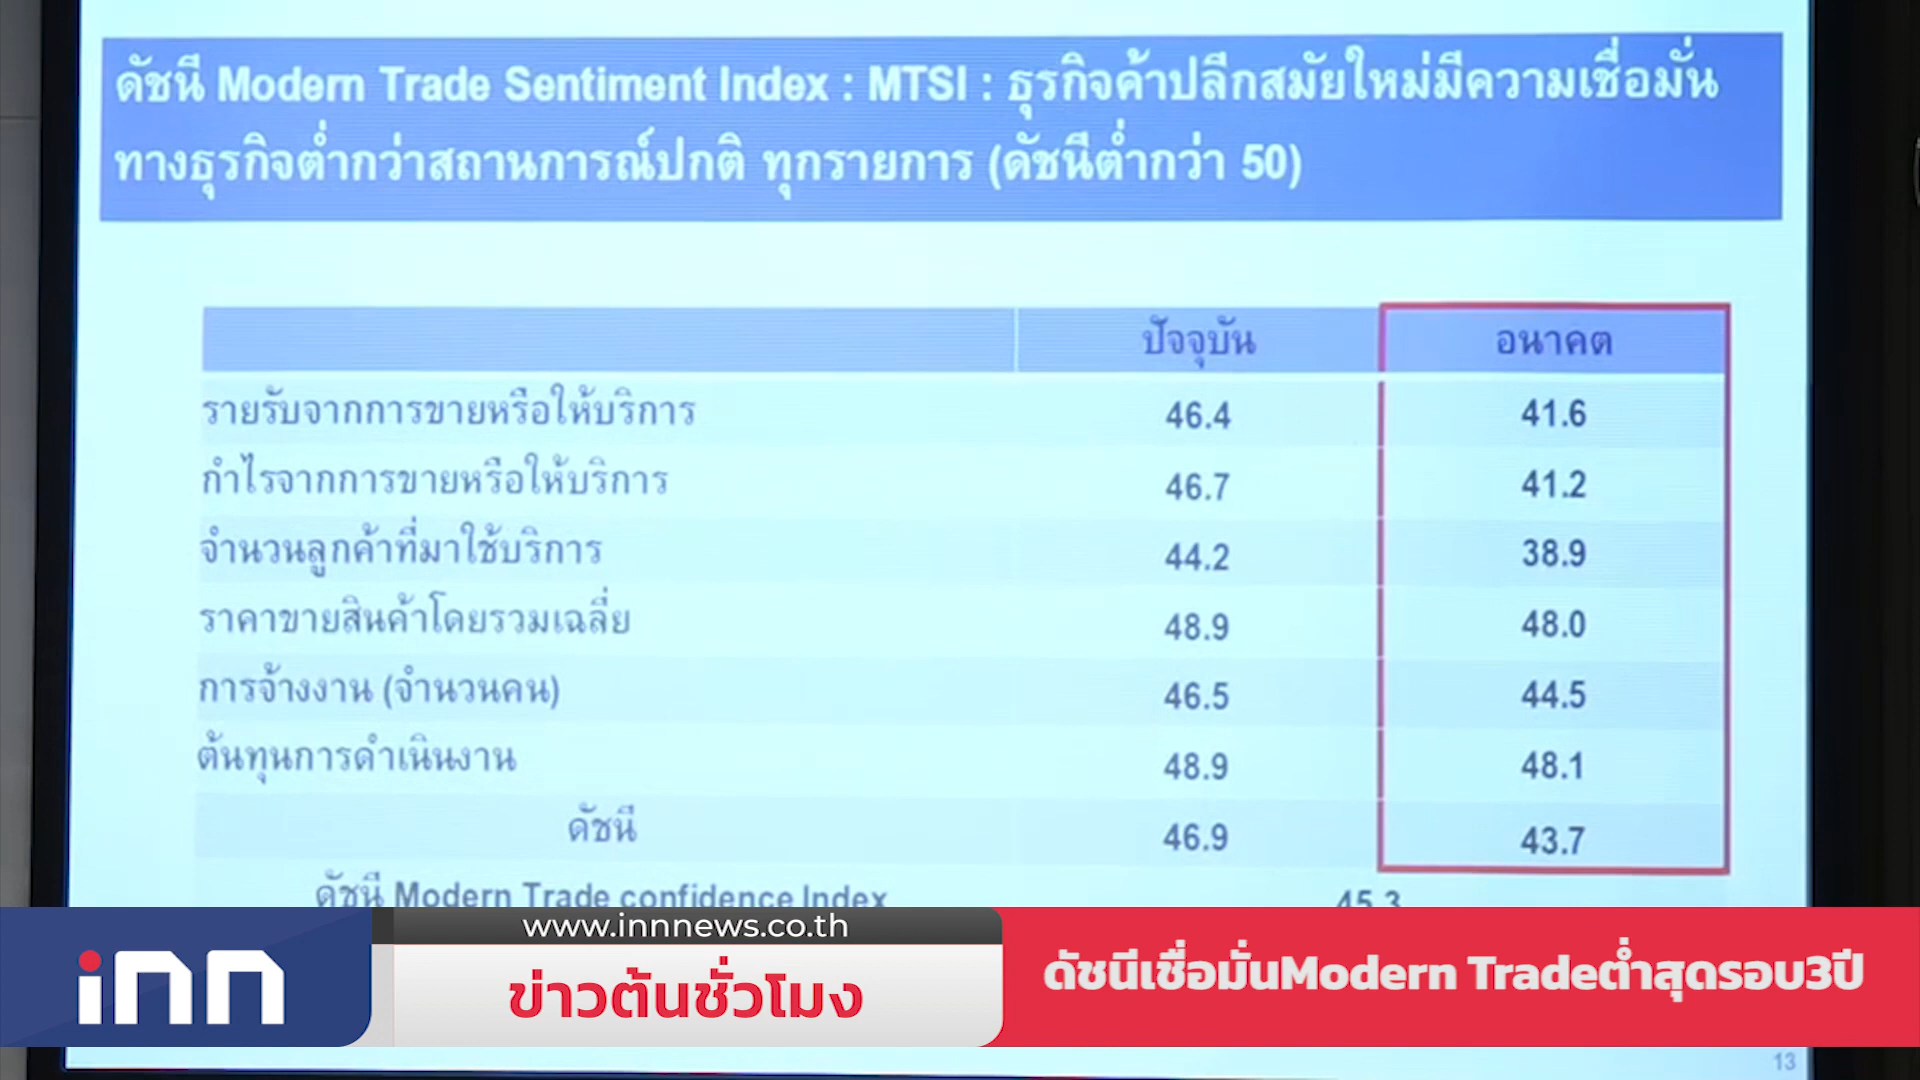 ดัชนี Modern Trade Sentiment Index : MTSI : ธุรกิจค้าปลีกสมัยใหม่มีความเชื่อมั่น
ทางธุรกิจต่ำกว่าสถานการณ์ปกติ ทุกรายการ (ดัชนีต่ำกว่า 50)
ปัจจุบัน อนาคต
รายรับจากการขายหรือให้บริการ 46.4 41.6
กำไรจากการขายหรือให้บริการ 46.7 41.2
จำนวนลูกค้าที่มาใช้บริการ 44.2 38.9
ราคาขายสินค้าโดยรวมเฉลี่ย 48.9 48.0
การจ้างงาน (จำนวนคน) 46.5 44.5
ต้นทุนการดำเนินงาน 48.9 48.1
ดัชนี 46.9 43.7
ดัชนี Modern Trade confidence Index 45.3
inn
www.innnews.co.th
ข่าวต้นชั่วโมง
ดัชนีเชื่อมั่นModern Tradeต่ำสุดรอบ3ปี
13